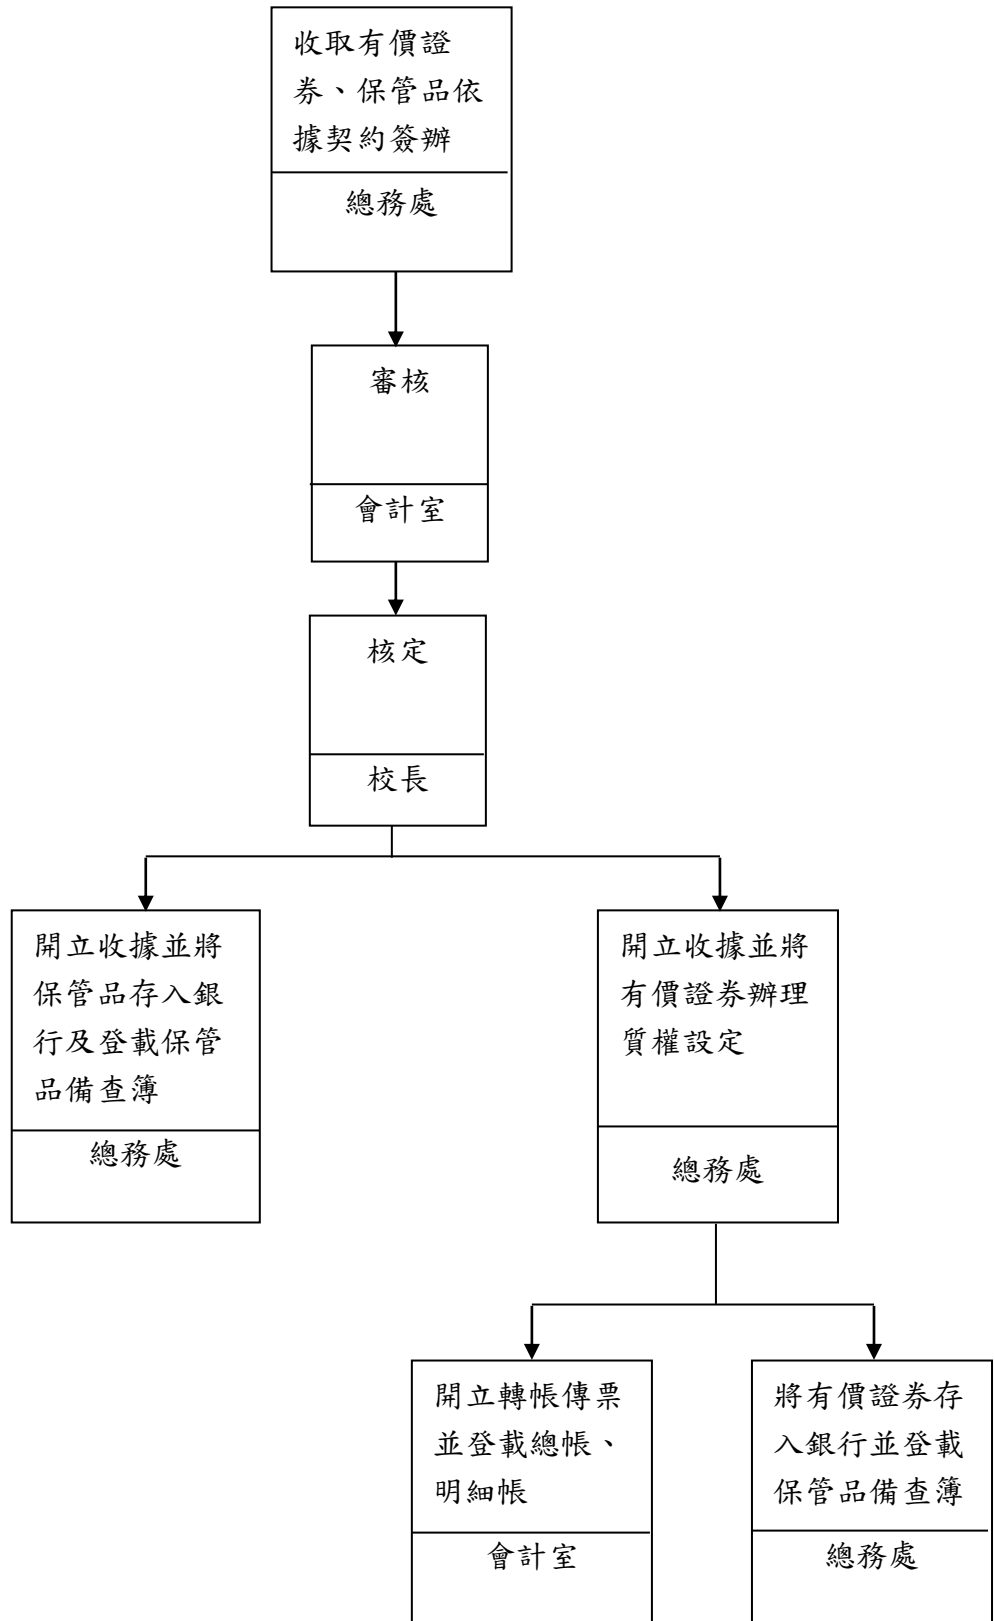 收取有價證
券、保管品依
據契約簽辦
總務處
審核
會計室
核定
校長
開立收據並將
保管品存入銀
行及登載保管
品備查簿
總務處
開立收據並將
有價證券辦理
質權設定
總務處
開立轉帳傳票
並登載總帳、
明細帳
會計室
將有價證券存
入銀行並登載
保管品備查簿
總務處